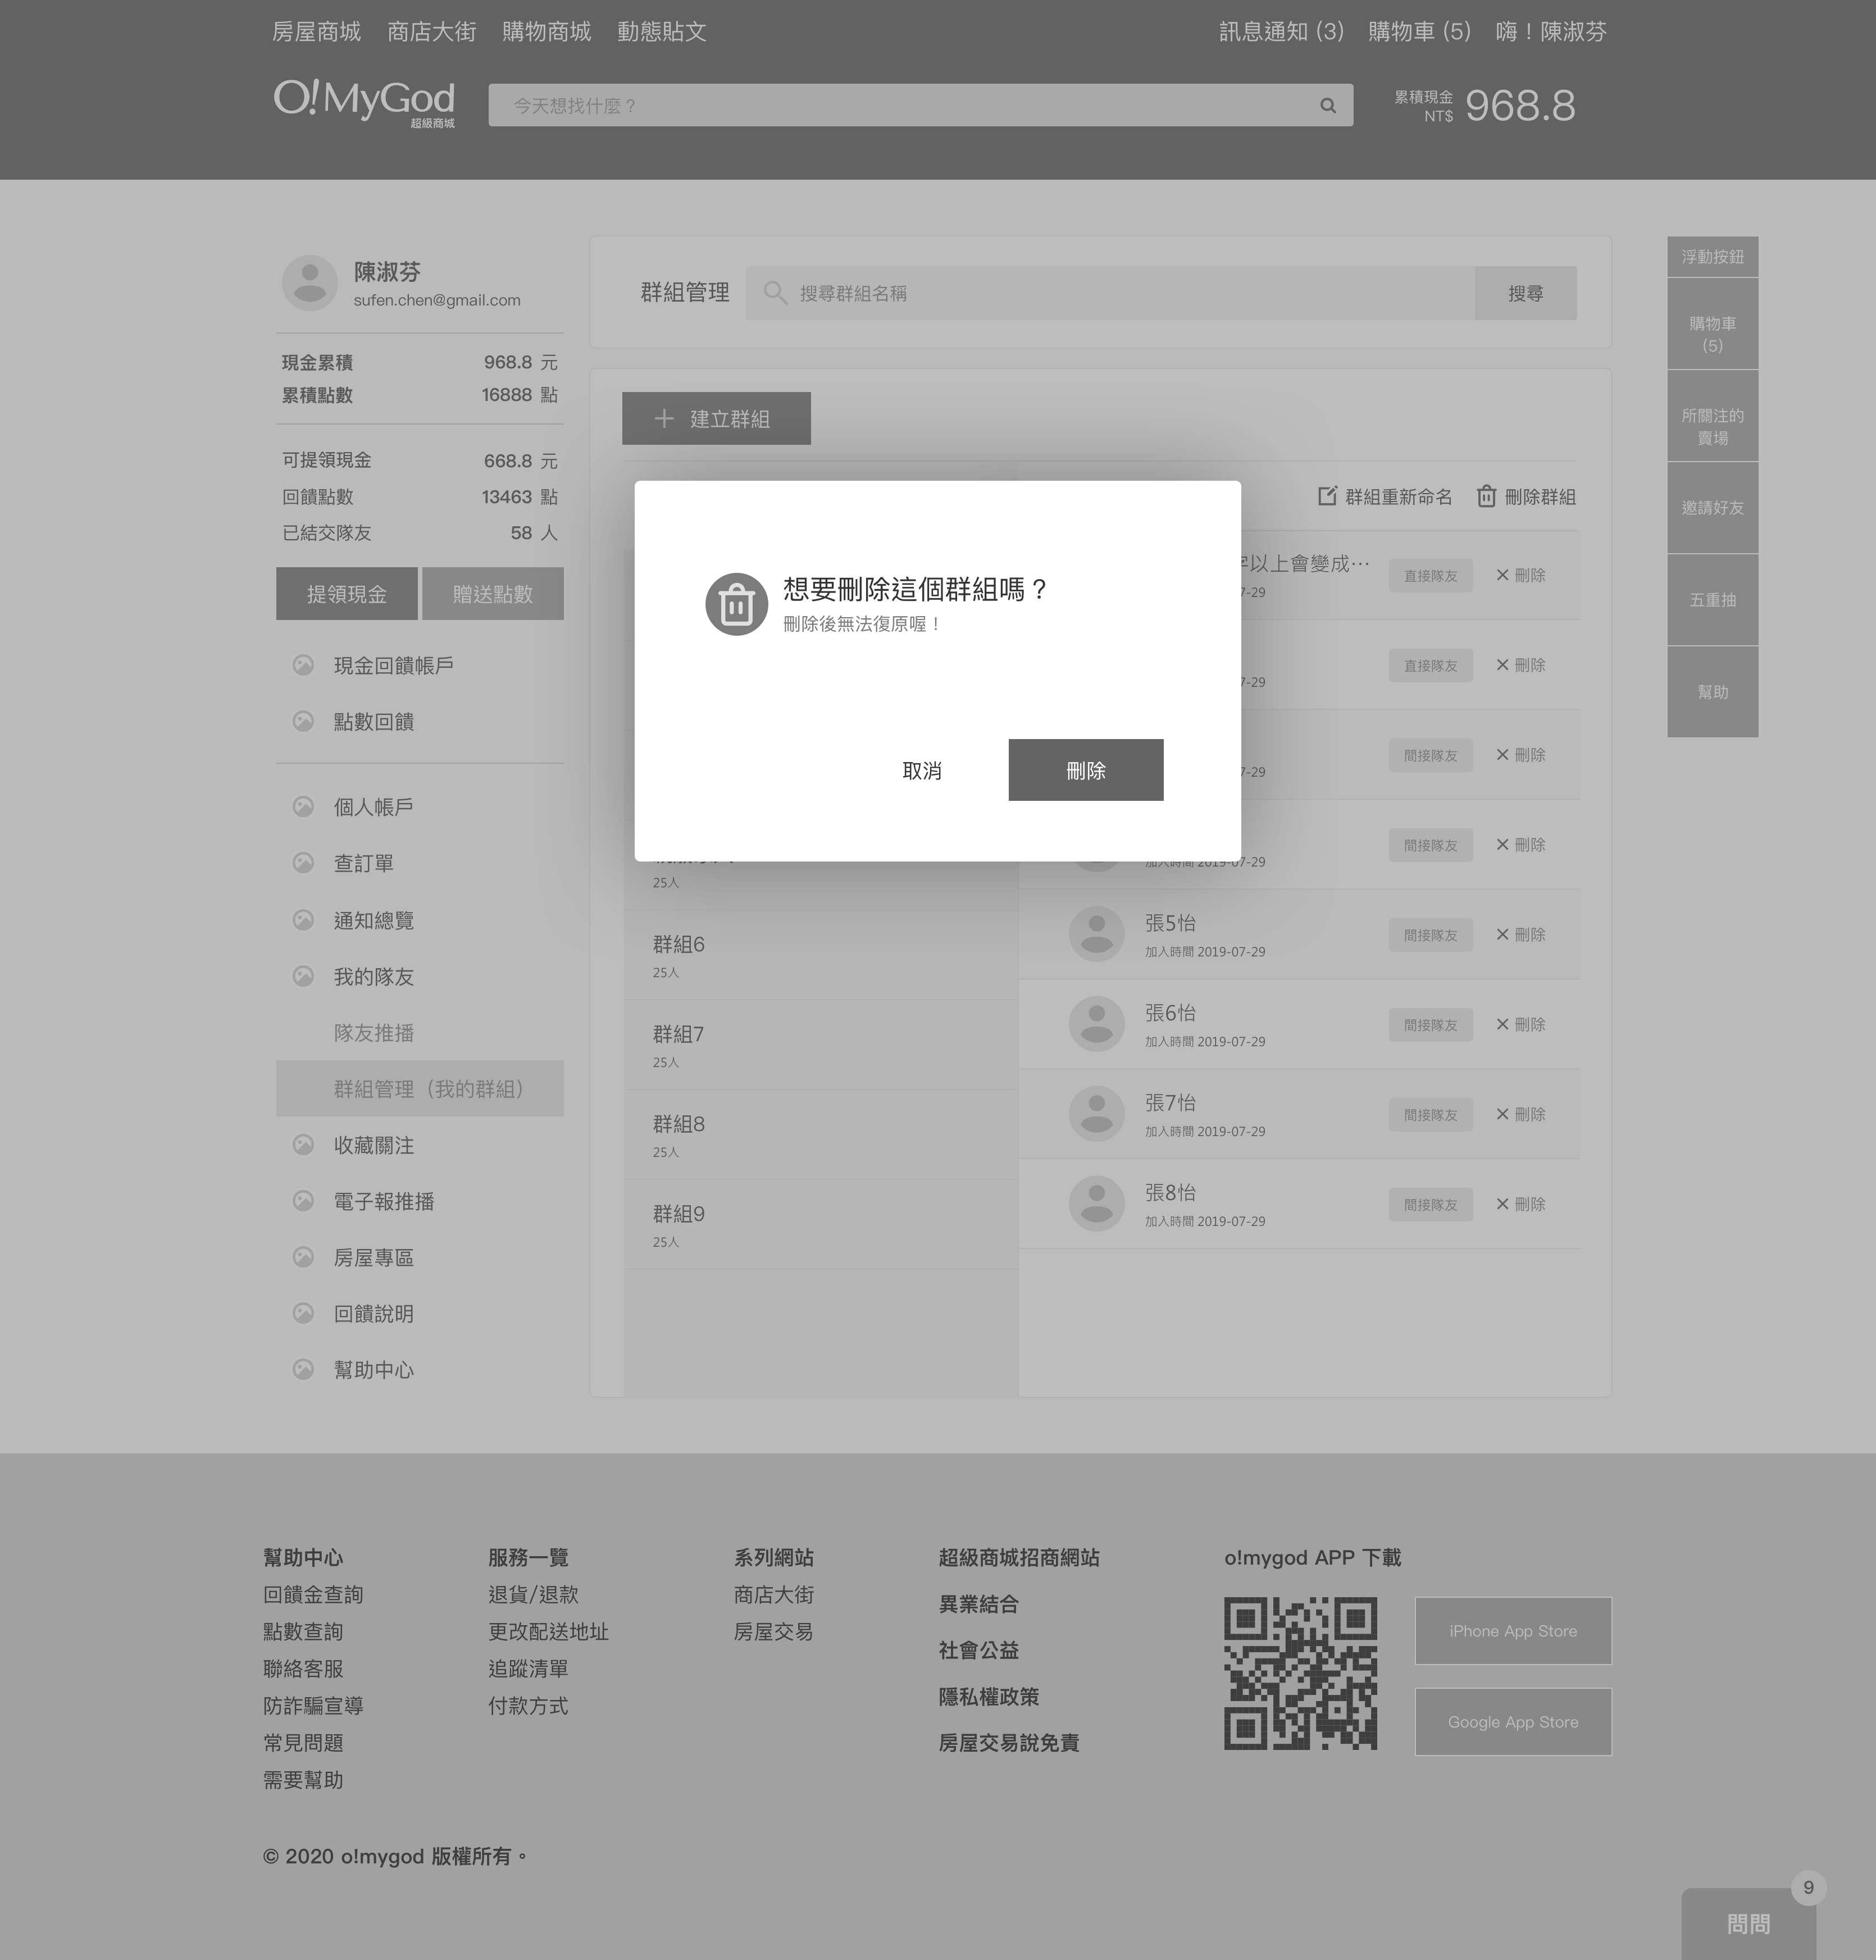 房屋商城 商店大街 購物商城 動態貼文 訊息通知 (3) 購物車 (5) 嗨！陳淑芬
O!MyGod
超級商城
今天想找什麼？
累積現金
NT$ 968.8
陳淑芬
sufen.chen@gmail.com
現金累積 968.8 元
累積點數 16888 點
可提領現金 668.8 元
回饋點數 13463 點
已結交隊友 58 人
提領現金 贈送點數
現金回饋帳戶
點數回饋
個人帳戶
查訂單
通知總覽
我的隊友
隊友推播
群組管理（我的群組）
收藏關注
電子報推播
房屋專區
回饋說明
幫助中心
群組管理 搜尋群組名稱 搜尋
建立群組
群組重新命名 刪除群組
想要刪除這個群組嗎？
刪除後無法復原喔！
取消 刪除
以上會變成⋯ 直接隊友 刪除
7-29
直接隊友 刪除
7-29
間接隊友 刪除
7-29
間接隊友 刪除
加入時間 2019-07-29
25人
群組6
25人
群組7
25人
群組8
25人
群組9
25人
張5怡 間接隊友 刪除
加入時間 2019-07-29
張6怡 間接隊友 刪除
加入時間 2019-07-29
張7怡 間接隊友 刪除
加入時間 2019-07-29
張8怡 間接隊友 刪除
加入時間 2019-07-29
浮動按鈕
購物車
(5)
所關注的
賣場
邀請好友
五重抽
幫助
幫助中心
回饋金查詢
點數查詢
聯絡客服
防詐騙宣導
常見問題
需要幫助
服務一覽
退貨/退款
更改配送地址
追蹤清單
付款方式
系列網站
商店大街
房屋交易
超級商城招商網站
異業結合
社會公益
隱私權政策
房屋交易說免責
o!mygod APP 下載
iPhone App Store
Google App Store
© 2020 o!mygod 版權所有。
9
問問